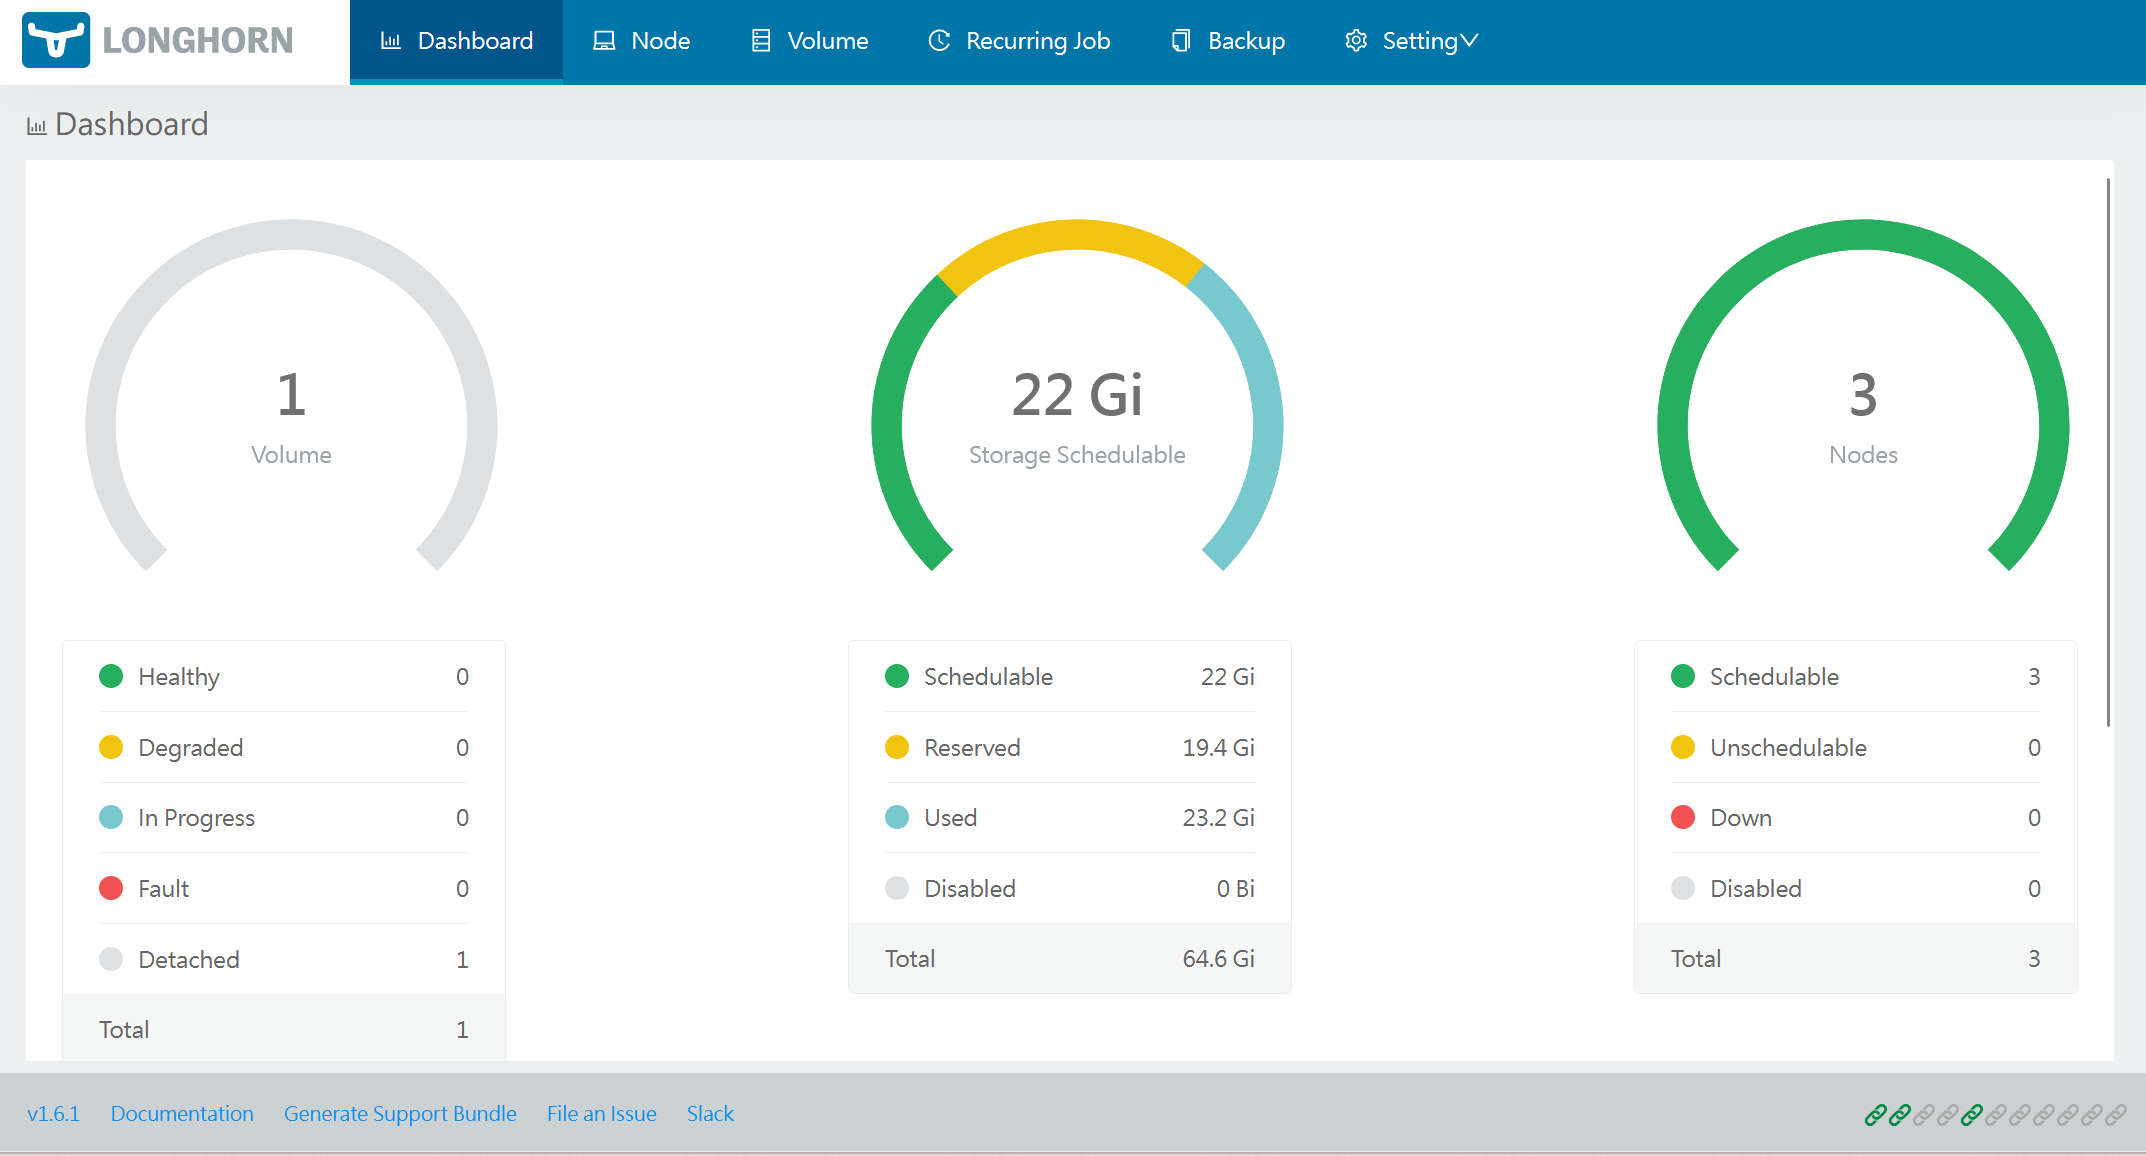 LONGHORN
Dashboard
Node
Volume
Recurring Job
Backup
Setting
Dashboard
1
Volume
22 Gi
Storage Schedulable
3
Nodes
Healthy 0
Degraded 0
In Progress 0
Fault 0
Detached 1
Total 1
Schedulable 22 Gi
Reserved 19.4 Gi
Used 23.2 Gi
Disabled 0 Bi
Total 64.6 Gi
Schedulable 3
Unschedulable 0
Down 0
Disabled 0
Total 3
v1.6.1 Documentation Generate Support Bundle File an Issue Slack